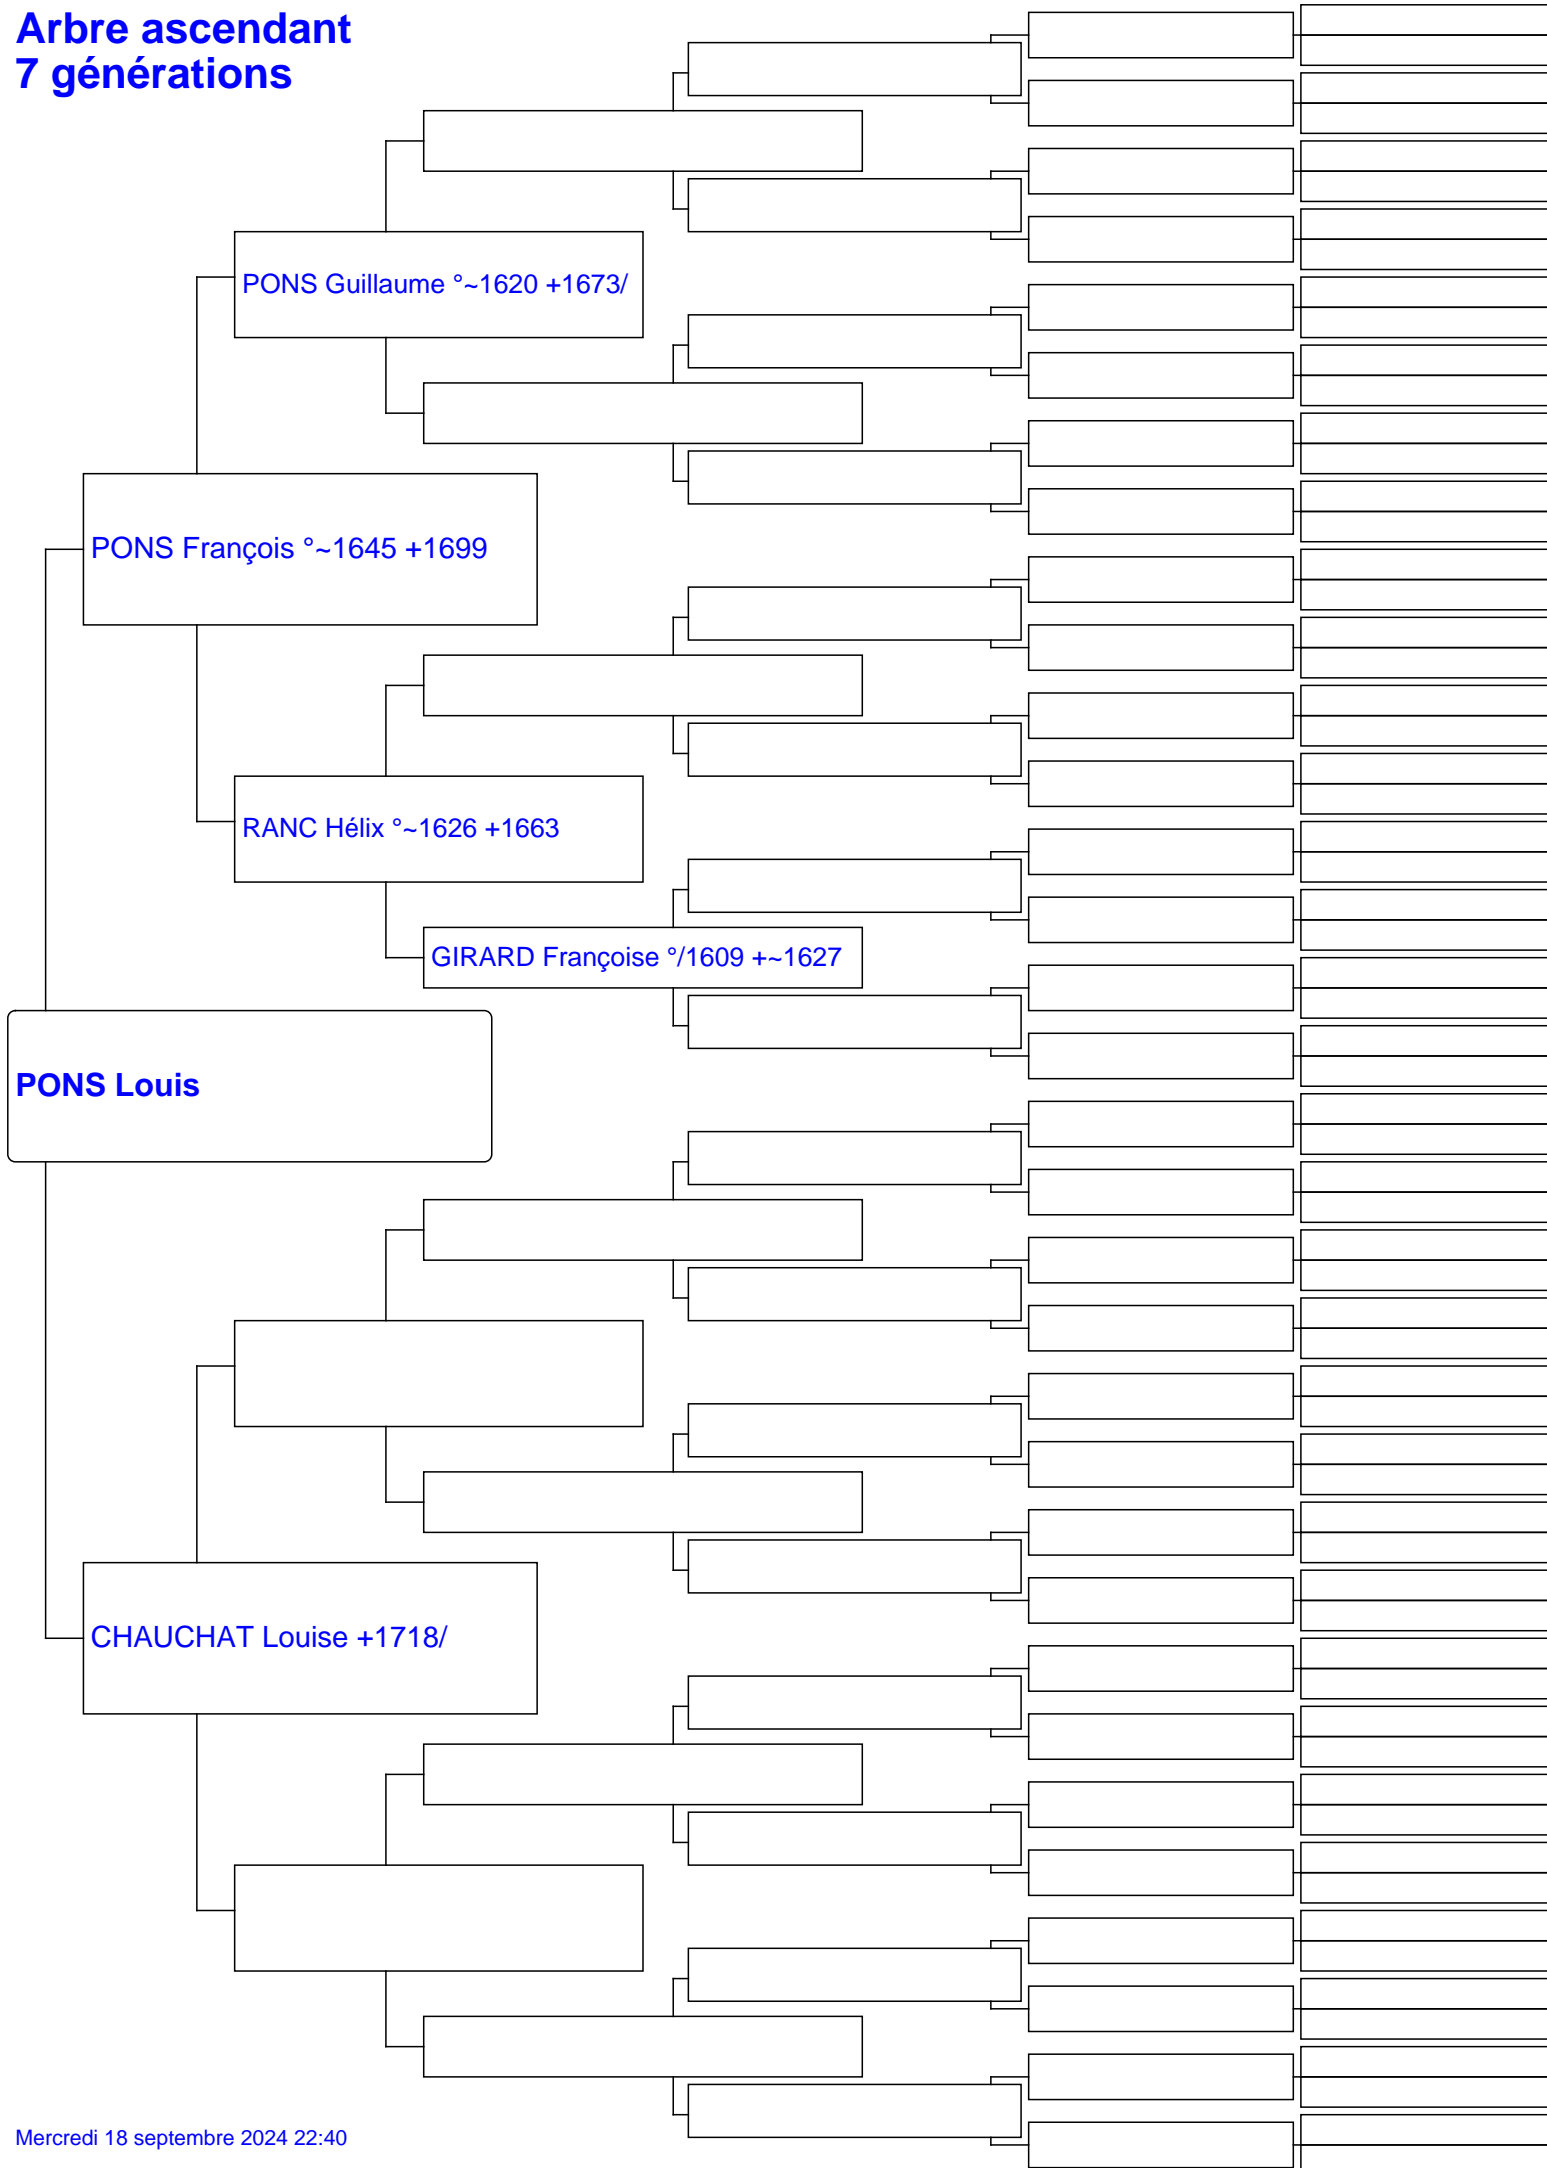 Arbre ascendant
7 générations
PONS Guillaume °~1620 +1673/
PONS François °~1645 +1699
RANC Hélix °~1626 +1663
GIRARD Françoise °/1609 +~1627
PONS Louis
CHAUCHAT Louise +1718/
Mercredi 18 septembre 2024 22:40